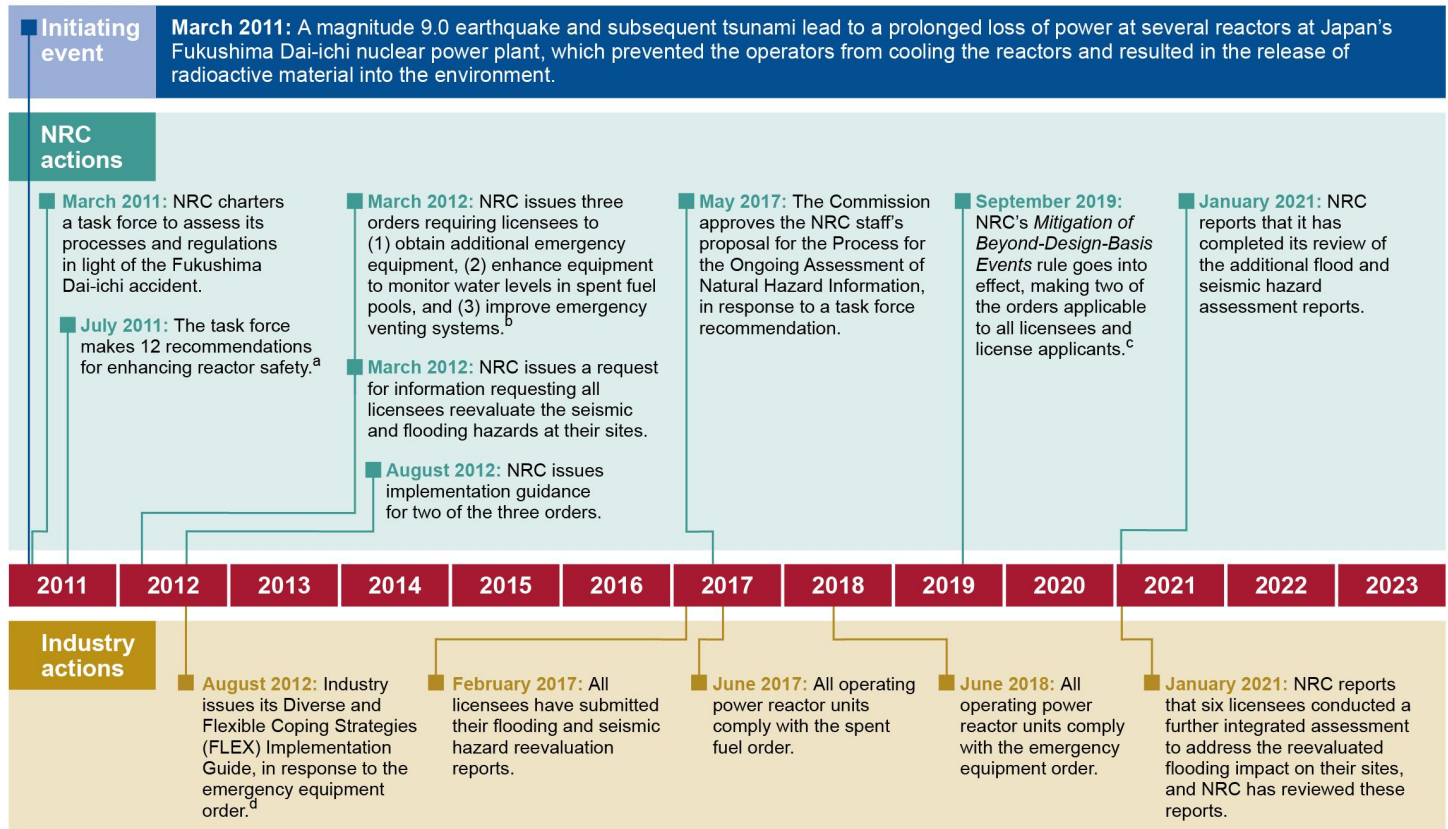 Initiating
event
March 2011: A magnitude 9.0 earthquake and subsequent tsunami lead to a prolonged loss of power at several reactors at Japan’s
Fukushima Dai-ichi nuclear power plant, which prevented the operators from cooling the reactors and resulted in the release of
radioactive material into the environment.
NRC
actions
March 2011: NRC charters
a task force to assess its
processes and regulations
in light of the Fukushima
Dai-ichi accident.
July 2011: The task force
makes 12 recommendations
for enhancing reactor safety.a
March 2012: NRC issues three
orders requiring licensees to
(1) obtain additional emergency
equipment, (2) enhance equipment
to monitor water levels in spent fuel
pools, and (3) improve emergency
venting systems.b
March 2012: NRC issues a request
for information requesting all
licensees reevaluate the seismic
and flooding hazards at their sites.
August 2012: NRC issues
implementation guidance
for two of the three orders.
May 2017: The Commission
approves the NRC staff’s
proposal for the Process for
the Ongoing Assessment of
Natural Hazard Information,
in response to a task force
recommendation.
September 2019:
NRC’s Mitigation of
Beyond-Design-Basis
Events rule goes into
effect, making two of
the orders applicable
to all licensees and
license applicants.c
January 2021: NRC
reports that it has
completed its review of
the additional flood and
seismic hazard
assessment reports.
2011 2012 2013 2014 2015 2016 2017 2018 2019 2020 2021 2022 2023
Industry
actions
August 2012: Industry
issues its Diverse and
Flexible Coping Strategies
(FLEX) Implementation
Guide, in response to the
emergency equipment
order.d
February 2017: All
licensees have submitted
their flooding and seismic
hazard reevaluation
reports.
June 2017: All operating
power reactor units
comply with the spent
fuel order.
June 2018: All
operating power
reactor units comply
with the emergency
equipment order.
January 2021: NRC reports
that six licensees conducted a
further integrated assessment
to address the reevaluated
flooding impact on their sites,
and NRC has reviewed these
reports.